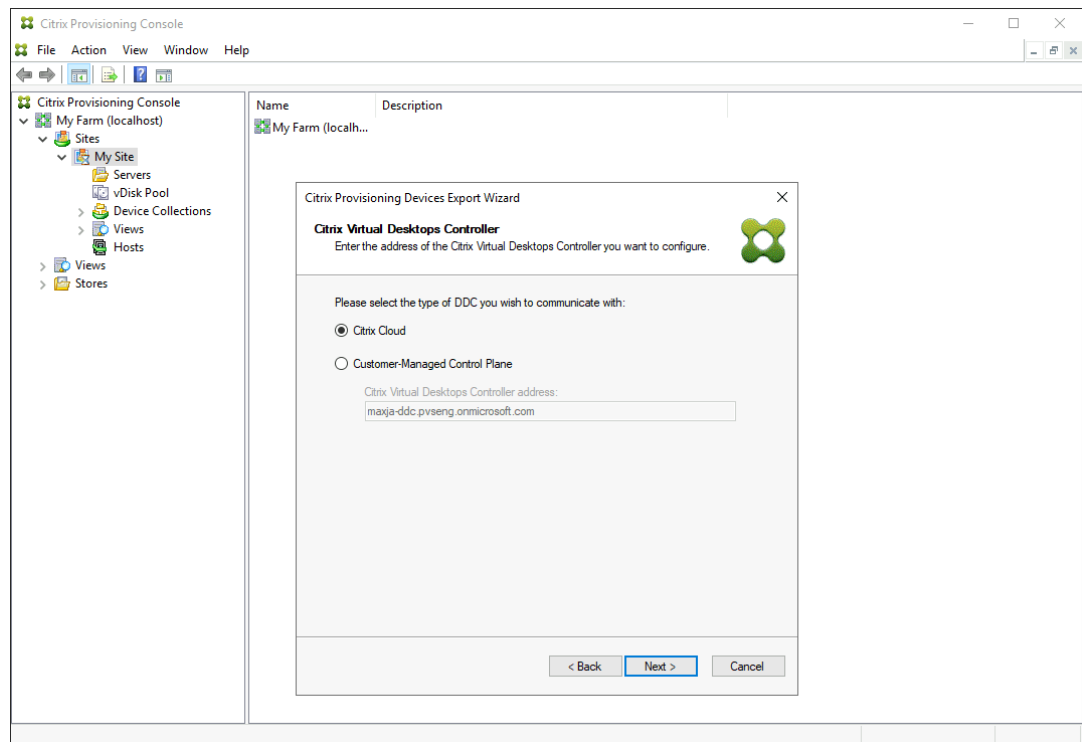 Citrix Provisioning Console
File Action View Window Help
Citrix Provisioning Console
My Farm (localhost)
Sites
My Site
Servers
vDisk Pool
Device Collections
Views
Hosts
Views
Stores
Name Description
My Farm (localh...
Citrix Provisioning Devices Export Wizard
Citrix Virtual Desktops Controller
Enter the address of the Citrix Virtual Desktops Controller you want to configure.
Please select the type of DDC you wish to communicate with:
Citrix Cloud
Customer-Managed Control Plane
Citrix Virtual Desktops Controller address:
maxja-ddc.pvseng.onmicrosoft.com
< Back Next > Cancel